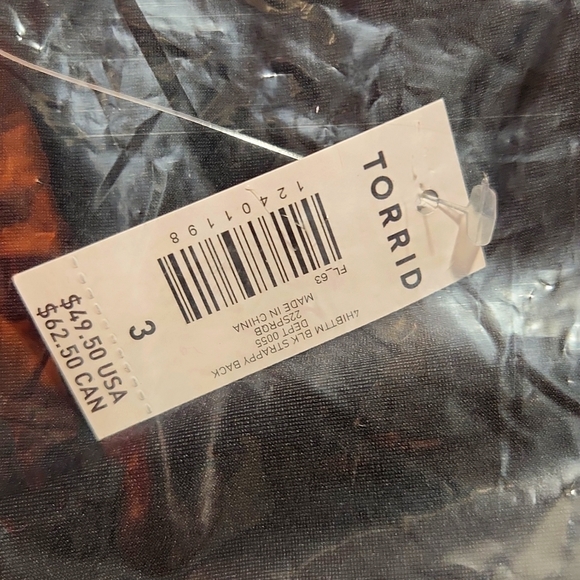 TORRID
12401198
FL_63
4HIBTTM BLK STRAPPY BACK
DEPT 0055
22SPRQB
MADE IN CHINA
3
$49.50 USA
$62.50 CAN